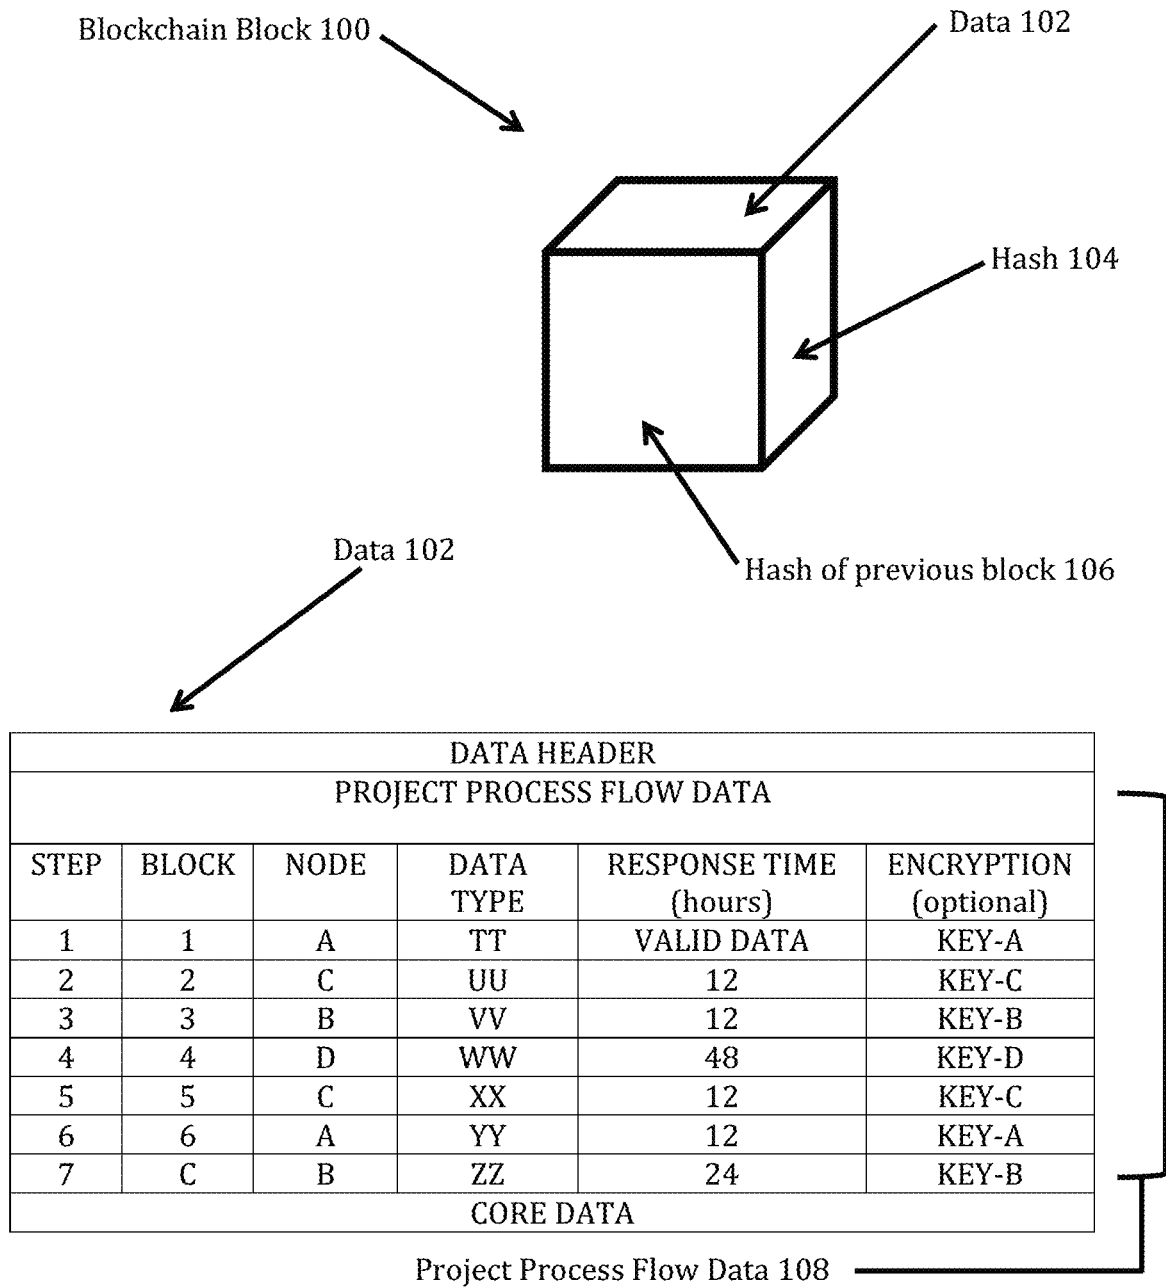 Blockchain Block 100
Data 102
Hash 104
Hash of previous block 106
Data 102
DATA HEADER
PROJECT PROCESS FLOW DATA
STEP BLOCK NODE DATA TYPE RESPONSE TIME (hours) ENCRYPTION (optional)
1 1 A TT VALID DATA KEY-A
2 2 C UU 12 KEY-C
3 3 B VV 12 KEY-B
4 4 D WW 48 KEY-D
5 5 C XX 12 KEY-C
6 6 A YY 12 KEY-A
7 C B ZZ 24 KEY-B
CORE DATA
Project Process Flow Data 108